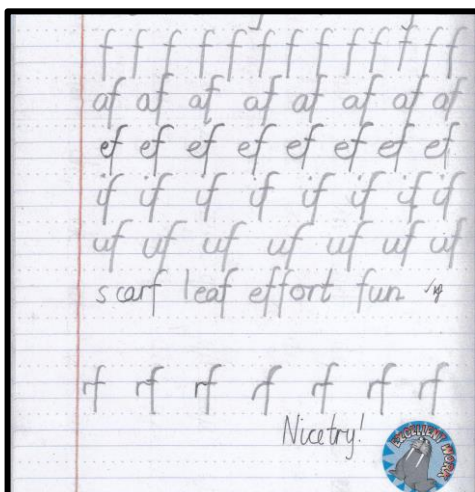 f f f f f f f f f f f f f
af af af af af af af af
ef ef ef ef ef ef ef ef
if if if if if if if if
uf uf uf uf uf uf uf
scarf leaf effort fun
rf rf rf rf rf rf rf
Nice try!
EXCELLENT WORK